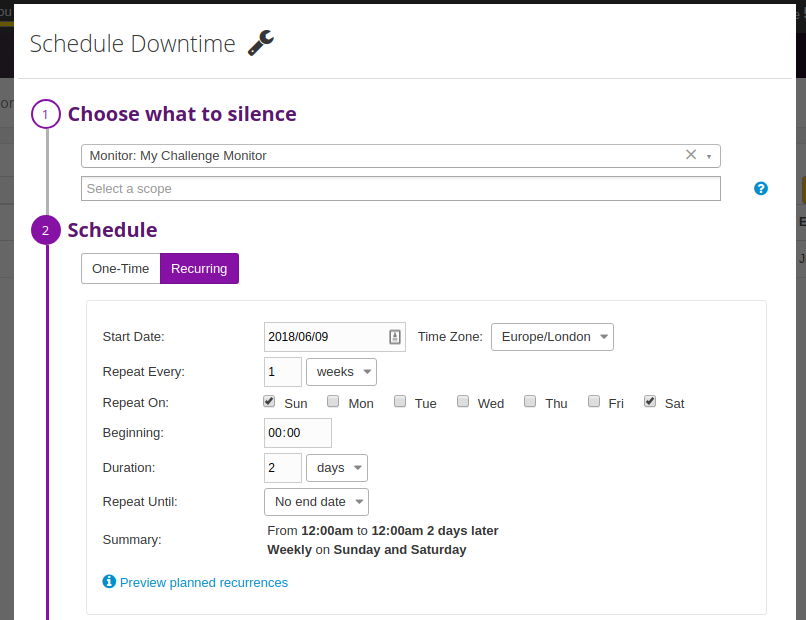 Schedule Downtime
1 Choose what to silence
Monitor: My Challenge Monitor
Select a scope
?
2 Schedule
One-Time Recurring
Start Date: 2018/06/09 Time Zone: Europe/London
Repeat Every: 1 weeks
Repeat On: Sun Mon Tue Wed Thu Fri Sat
Beginning: 00:00
Duration: 2 days
Repeat Until: No end date
Summary: From 12:00am to 12:00am 2 days later
Weekly on Sunday and Saturday
Preview planned recurrences